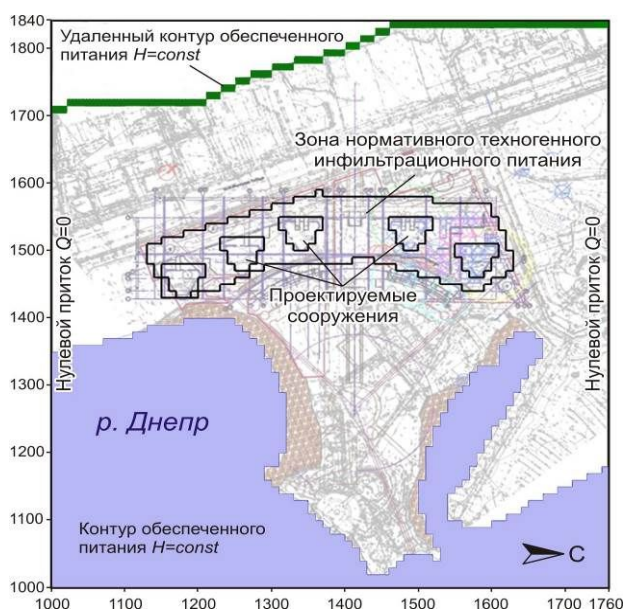 1840
1800
1700
1600
1500
1400
1300
1200
1100
1000
Удаленный контур обеспеченного
питания H=const
Зона нормативного техногенного
инфильтрационного питания
Нулевой приток Q=0
Нулевой приток Q=0
Проектируемые
сооружения
р. Днепр
Контур обеспеченного
питания H=const
С
1000 1100 1200 1300 1400 1500 1600 1700 1760